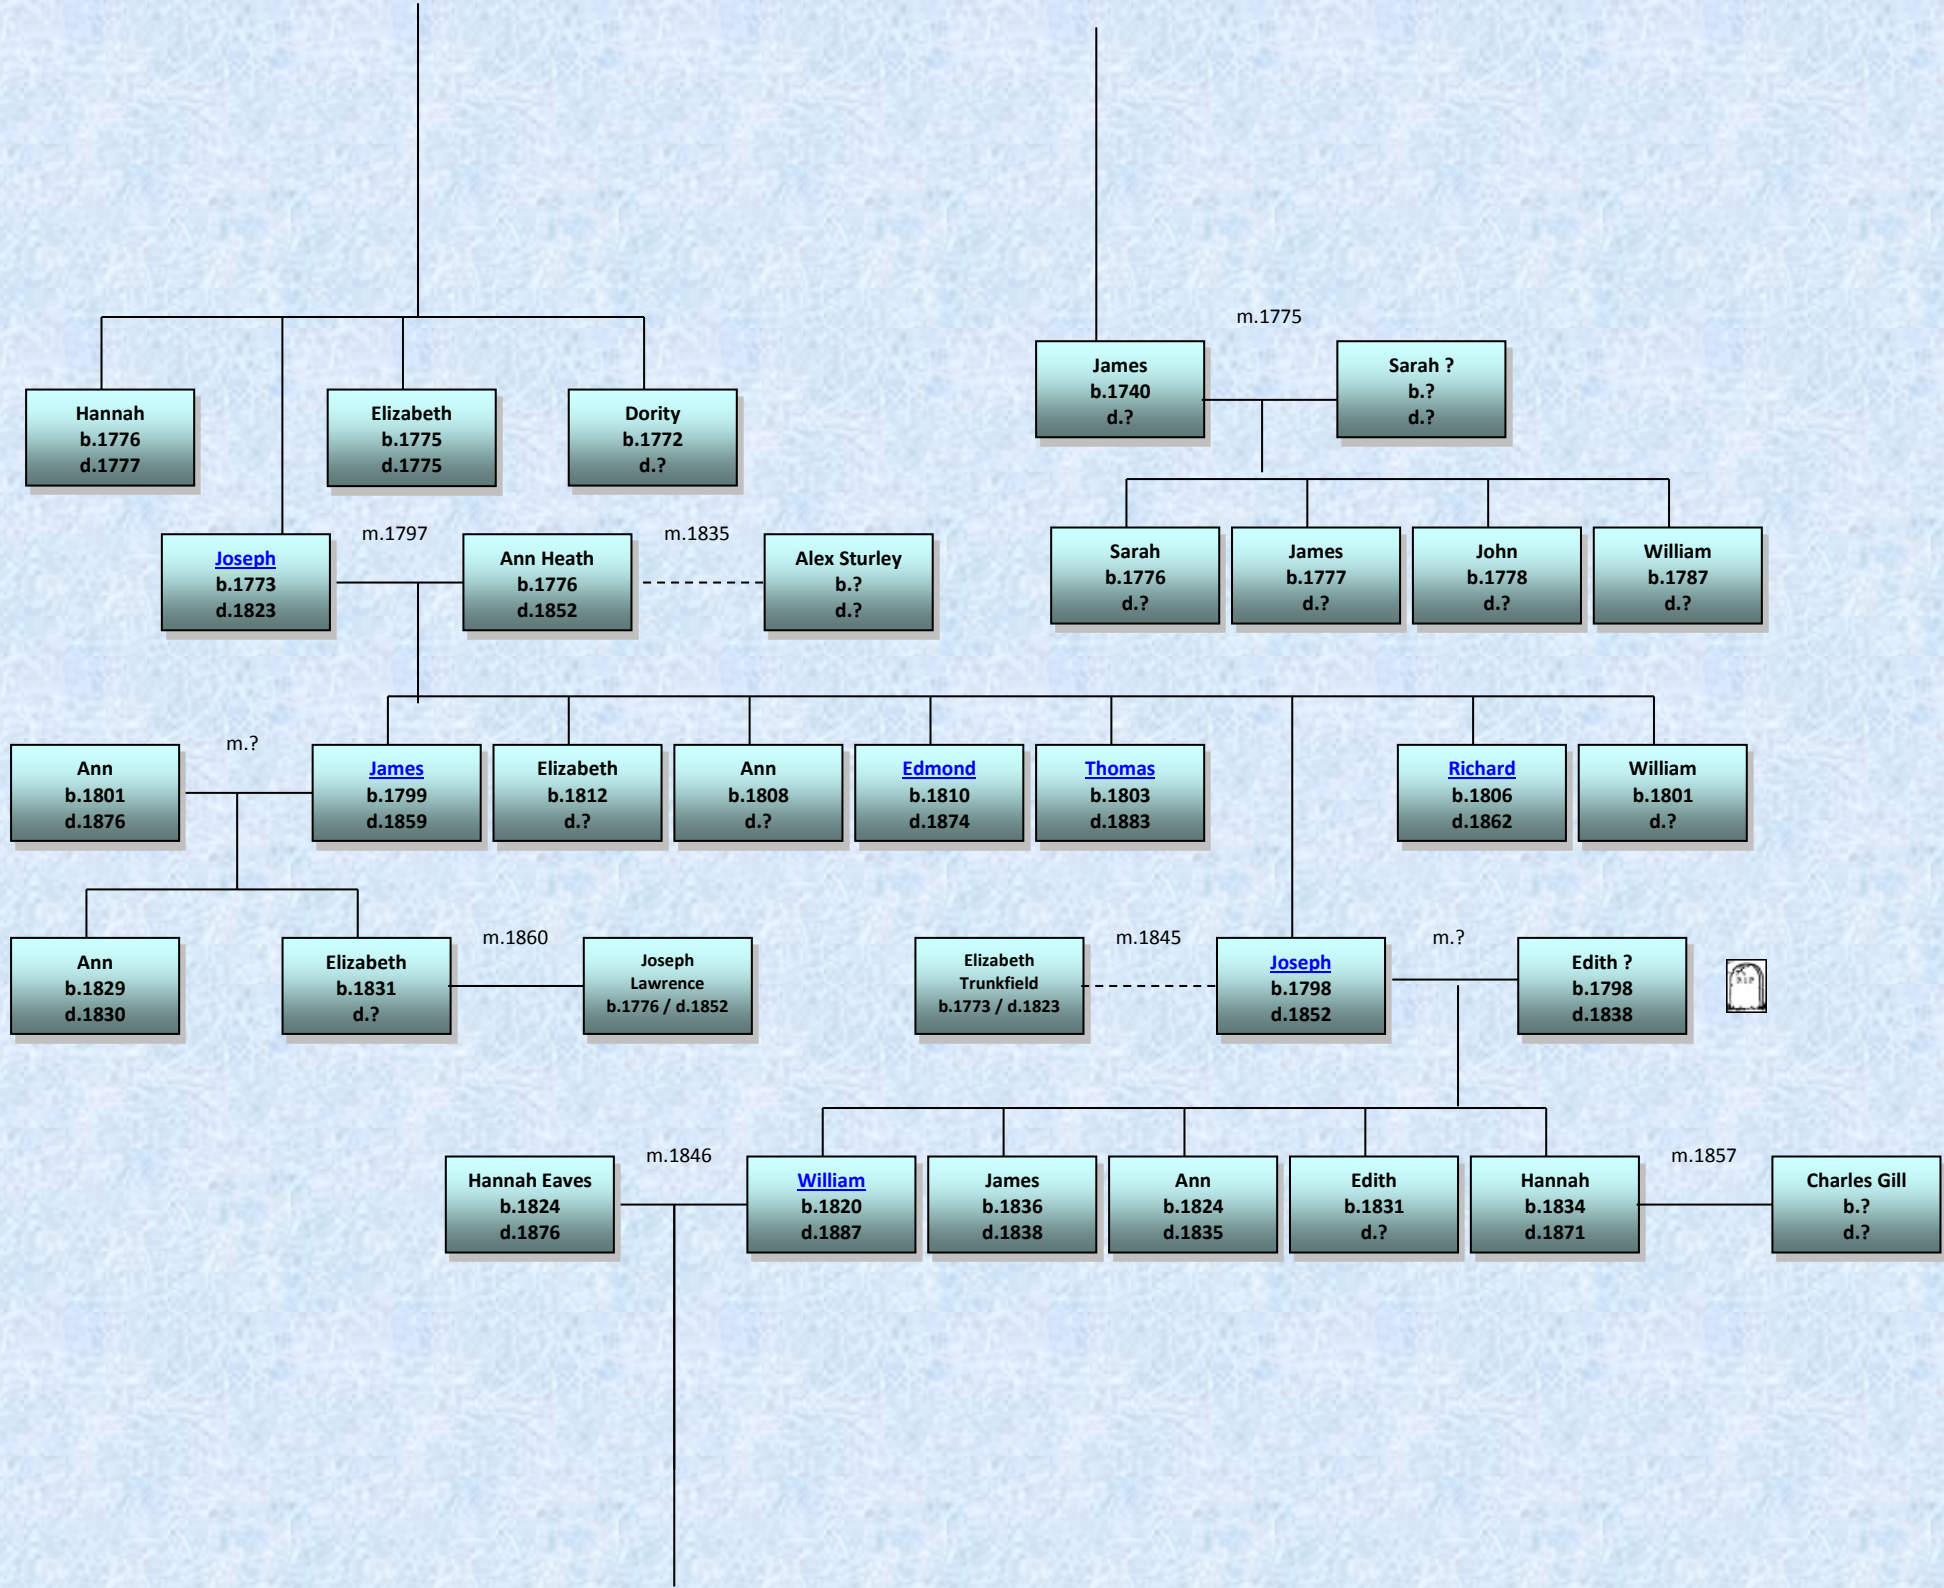 m.1775
James
b.1740
d.?
Sarah ?
b.?
d.?
Hannah
b.1776
d.1777
Elizabeth
b.1775
d.1775
Dority
b.1772
d.?
m.1797
m.1835
Joseph
b.1773
d.1823
Ann Heath
b.1776
d.1852
Alex Sturley
b.?
d.?
Sarah
b.1776
d.?
James
b.1777
d.?
John
b.1778
d.?
William
b.1787
d.?
m.?
Ann
b.1801
d.1876
James
b.1799
d.1859
Elizabeth
b.1812
d.?
Ann
b.1808
d.?
Edmond
b.1810
d.1874
Thomas
b.1803
d.1883
Richard
b.1806
d.1862
William
b.1801
d.?
m.1860
m.1845
m.?
Ann
b.1829
d.1830
Elizabeth
b.1831
d.?
Joseph
Lawrence
b.1776 / d.1852
Elizabeth
Trunkfield
b.1773 / d.1823
Joseph
b.1798
d.1852
Edith ?
b.1798
d.1838
RIP
m.1846
m.1857
Hannah Eaves
b.1824
d.1876
William
b.1820
d.1887
James
b.1836
d.1838
Ann
b.1824
d.1835
Edith
b.1831
d.?
Hannah
b.1834
d.1871
Charles Gill
b.?
d.?